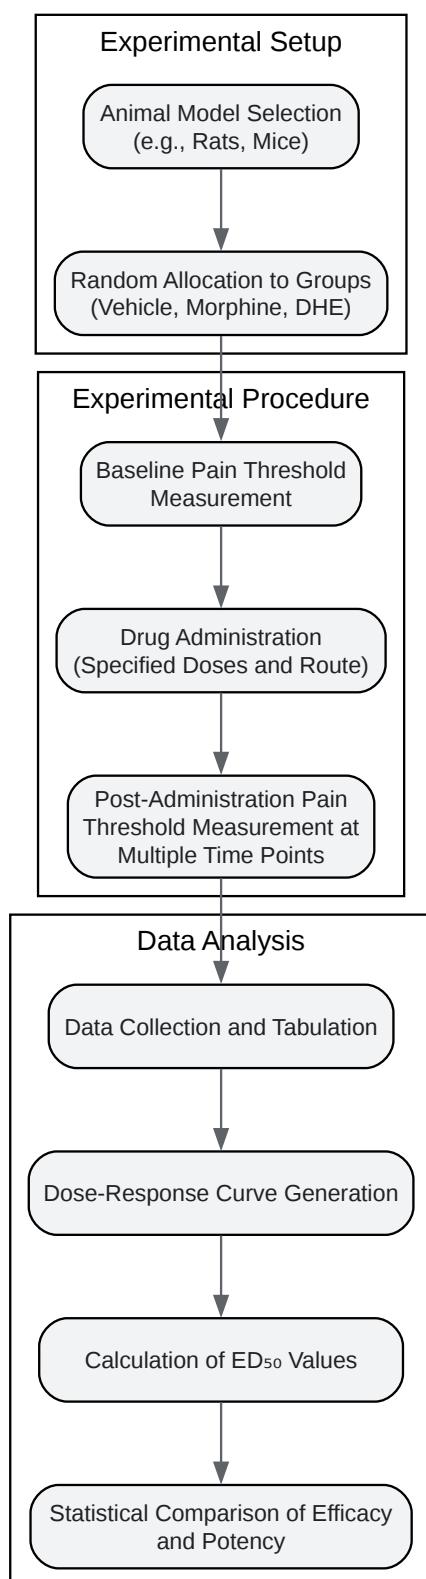 Experimental Setup
Animal Model Selection
(e.g., Rats, Mice)
Random Allocation to Groups
(Vehicle, Morphine, DHE)
Experimental Procedure
Baseline Pain Threshold
Measurement
Drug Administration
(Specified Doses and Route)
Post-Administration Pain
Threshold Measurement at
Multiple Time Points
Data Analysis
Data Collection and Tabulation
Dose-Response Curve Generation
Calculation of ED₅₀ Values
Statistical Comparison of Efficacy
and Potency